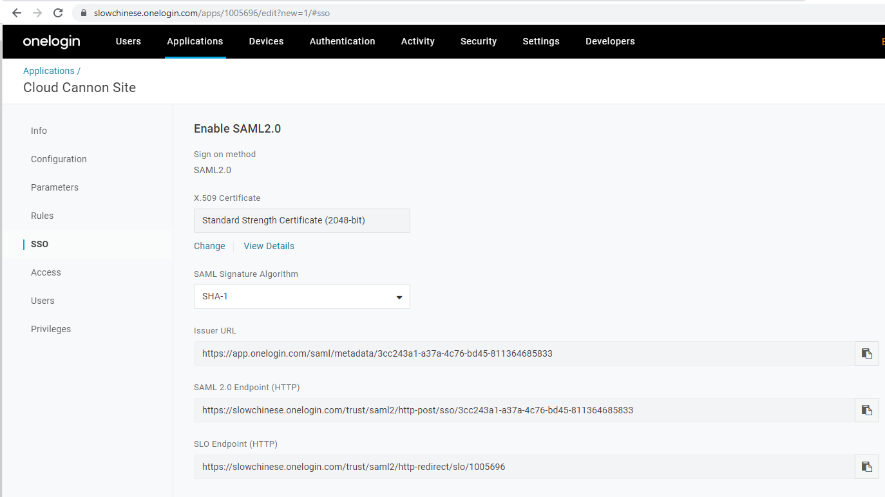 slowchinese.onelogin.com/apps/1005696/edit?new=1/#sso
onelogin Users Applications Devices Authentication Activity Security Settings Developers
Applications /
Cloud Cannon Site
Info
Configuration
Parameters
Rules
SSO
Access
Users
Privileges
Enable SAML2.0
Sign on method
SAML2.0
X.509 Certificate
Standard Strength Certificate (2048-bit)
Change View Details
SAML Signature Algorithm
SHA-1
Issuer URL
https://app.onelogin.com/saml/metadata/3cc243a1-a37a-4c76-bd45-811364685833
SAML 2.0 Endpoint (HTTP)
https://slowchinese.onelogin.com/trust/saml2/http-post/sso/3cc243a1-a37a-4c76-bd45-811364685833
SLO Endpoint (HTTP)
https://slowchinese.onelogin.com/trust/saml2/http-redirect/slo/1005696